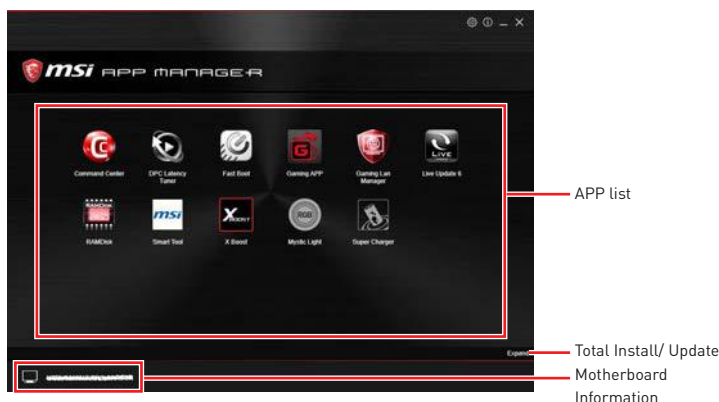 msi APP MANAGER
Command Center DPC Latency Tuner Fast Boot Gaming APP Gaming Lan Manager Live Update 6
APP list
RAMDisk Smart Tool X Boost Mystic Light Super Charger
Expand
Total Install/ Update
Motherboard
Information